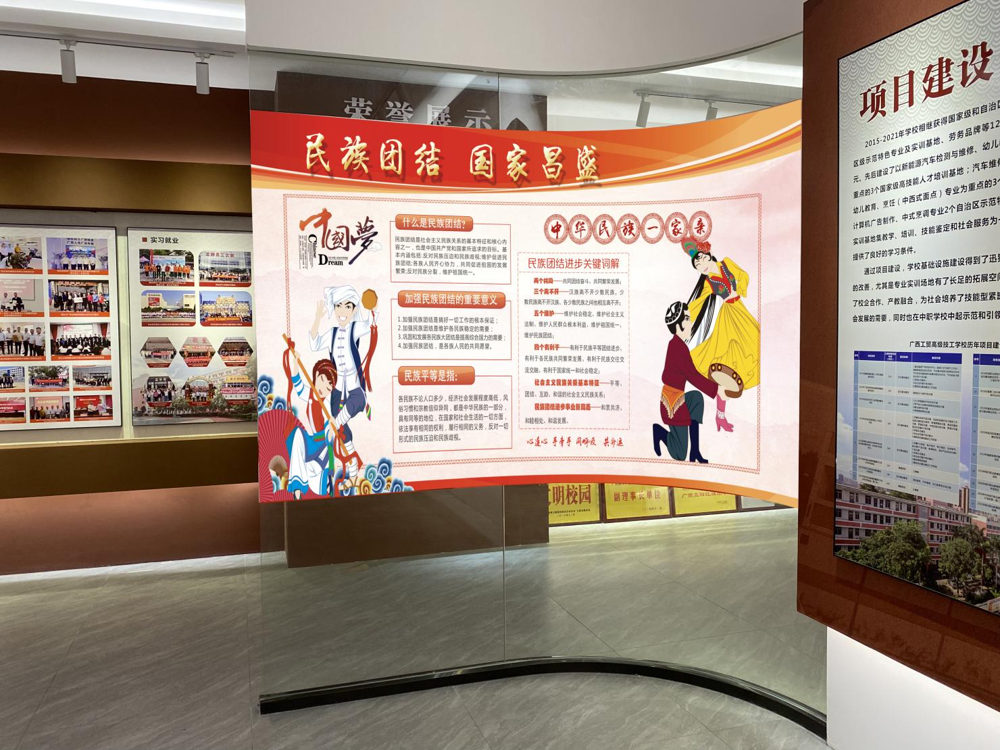 荣誉展示
民族团结 国家昌盛
中國夢
Chinese
Dream
什么是民族团结?
民族团结是社会主义民族关系的基本特征和核心内
容之一，也是中国共产党和国家所追求的目标。基
本内涵包括:反对民族压迫和民族歧视;维护促进民
族团结;各族人民齐心协力，共同促进祖国的发展
繁荣;反对民族分裂，维护祖国统一。
加强民族团结的重要意义
1.加强民族团结是搞好一切工作的根本保证；
2.加强民族团结是维护各民族稳定的需要；
3.巩固和发展各民族大团结是提高综合国力的需要；
4.加强民族团结，是各族人民的共同愿望。
民族平等是指:
各民族不论人口多少，经济社会发展程度高低，风
俗习惯和宗教信仰异同，都是中华民族的一部分，
具有同等的地位，在国家和社会生活的一切方面，
依法享有相同的权利，履行相同的义务，反对一切
形式的民族压迫和民族歧视。
中华民族一家亲
民族团结进步关键词解
两个共同——共同团结奋斗、共同繁荣发展；
三个离不开——汉族离不开少数民族，少
数民族离不开汉族、各少数民族之间也相互离不开；
五个维护——维护社会稳定、维护社会主义
法制、维护人民群众根本利益，维护祖国统一、
维护民族团结；
四个有利于——有利于民族平等团结进步、
有利于各民族共同繁荣发展、有利于民族交往交
流交融、有利于国家统一和社会稳定；
社会主义民族关系基本特征——平等、
团结、互助、和谐的社会主义民族关系；
民族团结进步事业新局面——和衷共济、
和睦相处、和谐发展。
心连心 手牵手 同呼吸 共命运
实习就业
明校园
副理事长单位
项目建设
2015-2021年学校相继获得国家级和自治区
区级示范特色专业及实训基地、劳务品牌等12
元。先后建设了以新能源汽车检测与维修、幼儿
重点的3个国家级高技能人才培训基地；汽车维修
幼儿教育、烹饪（中西式面点）专业为重点的3个
计算机广告制作、中式烹调专业2个自治区示范特
实训基地集教学、培训、技能鉴定和社会服务为一
提供了良好的学习条件。
通过项目建设，学校基础设施建设得到了迅
的改善，尤其是专业实训场地有了长足的拓展空间
了校企合作、产教融合，为社会培养了技能型紧缺
会发展的需要，同时也在中职学校中起示范和引领
广西工贸高级技工学校历年项目建